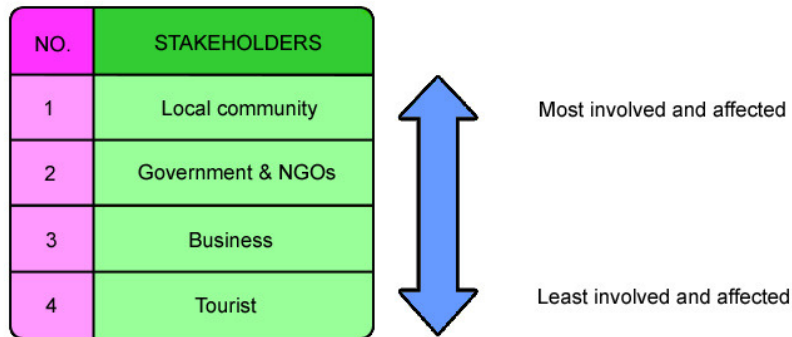 NO. STAKEHOLDERS
1 Local community
Most involved and affected
2 Government & NGOs
3 Business
4 Tourist
Least involved and affected